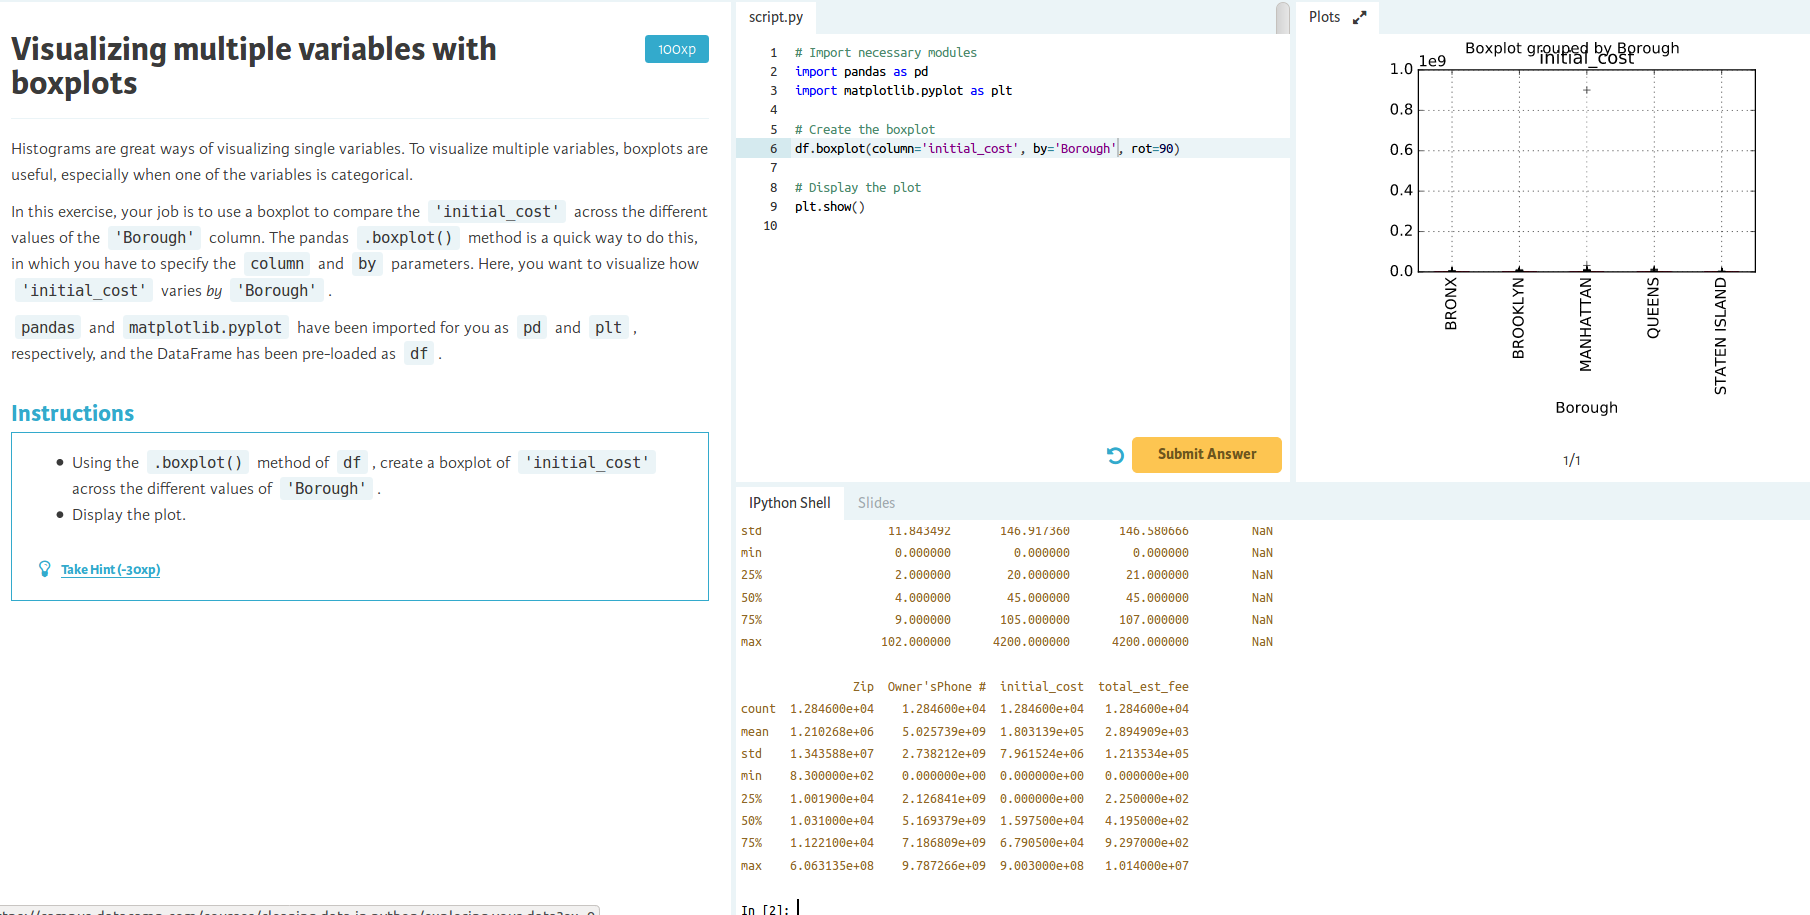 Visualizing multiple variables with
boxplots
100xp
Histograms are great ways of visualizing single variables. To visualize multiple variables, boxplots are
useful, especially when one of the variables is categorical.
In this exercise, your job is to use a boxplot to compare the 'initial_cost' across the different
values of the 'Borough' column. The pandas .boxplot() method is a quick way to do this,
in which you have to specify the column and by parameters. Here, you want to visualize how
'initial_cost' varies by 'Borough' .
pandas and matplotlib.pyplot have been imported for you as pd and plt ,
respectively, and the DataFrame has been pre-loaded as df .
Instructions
• Using the .boxplot() method of df , create a boxplot of 'initial_cost'
across the different values of 'Borough' .
• Display the plot.
Take Hint (-30xp)
script.py
1 # Import necessary modules
2 import pandas as pd
3 import matplotlib.pyplot as plt
4
5 # Create the boxplot
6 df.boxplot(column='initial_cost', by='Borough', rot=90)
7
8 # Display the plot
9 plt.show()
10
Submit Answer
Plots
Boxplot grouped by Borough
initial_cost
1e9
1.0
0.8
0.6
0.4
0.2
0.0
BRONX
BROOKLYN
MANHATTAN
QUEENS
STATEN ISLAND
Borough
1/1
IPython Shell Slides
std 11.843492 146.917360 146.580666 NaN
min 0.000000 0.000000 0.000000 NaN
25% 2.000000 20.000000 21.000000 NaN
50% 4.000000 45.000000 45.000000 NaN
75% 9.000000 105.000000 107.000000 NaN
max 102.000000 4200.000000 4200.000000 NaN
Zip Owner'sPhone # initial_cost total_est_fee
count 1.284600e+04 1.284600e+04 1.284600e+04 1.284600e+04
mean 1.210268e+06 5.025739e+09 1.803139e+05 2.894909e+03
std 1.343588e+07 2.738212e+09 7.961524e+06 1.213534e+05
min 8.300000e+02 0.000000e+00 0.000000e+00 0.000000e+00
25% 1.001900e+04 2.126841e+09 0.000000e+00 2.250000e+02
50% 1.031000e+04 5.169379e+09 1.597500e+04 4.195000e+02
75% 1.122100e+04 7.186809e+09 6.790500e+04 9.297000e+02
max 6.063135e+08 9.787266e+09 9.003000e+08 1.014000e+07
In [2]: